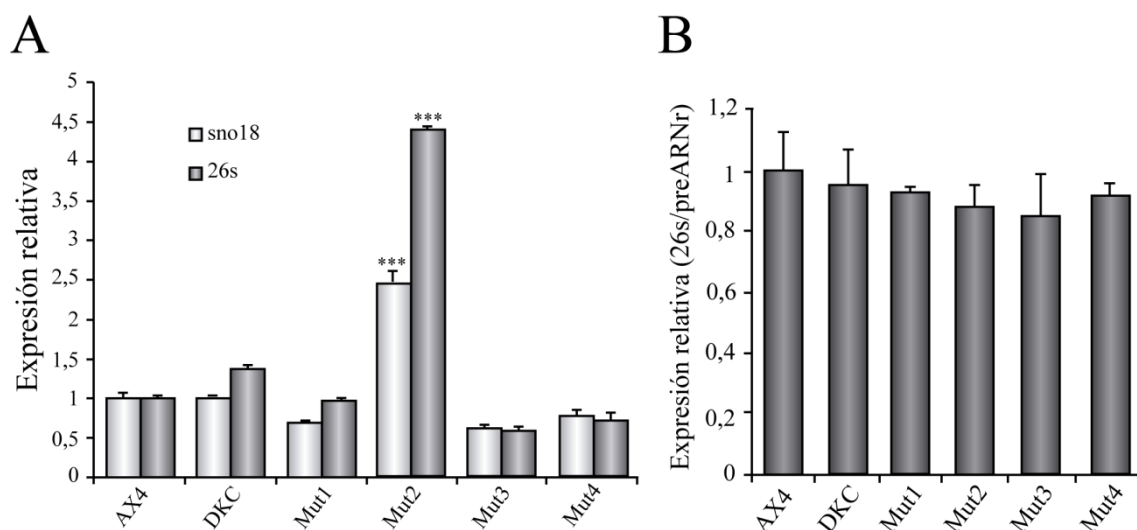 A
Expresión relativa
5
4,5
4
3,5
3
2,5
2
1,5
1
0,5
0
sno18
26s
***
***
AX4
DKC
Mut1
Mut2
Mut3
Mut4
B
Expresión relativa (26s/preARNr)
1,2
1
0,8
0,6
0,4
0,2
0
AX4
DKC
Mut1
Mut2
Mut3
Mut4